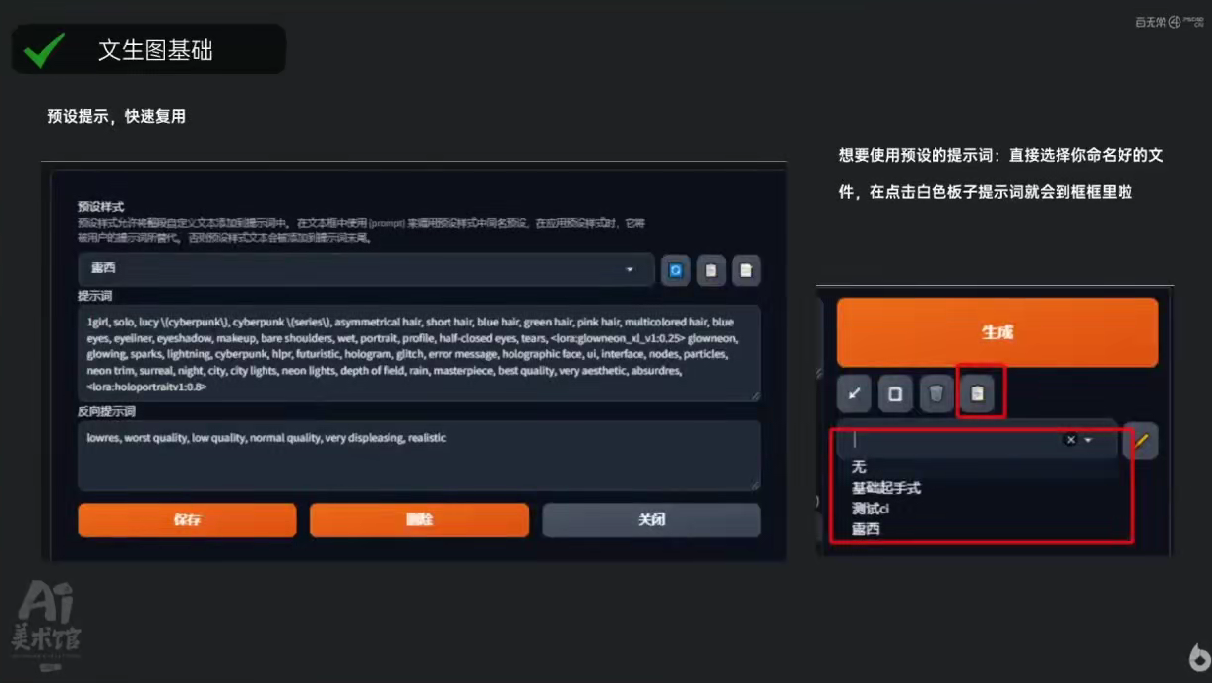 文生图基础
预设提示，快速复用
想要使用预设的提示词：直接选择你命名好的文
件，在点击白色板子提示词就会到框框里啦
预设样式
预设样式允许将整段自定义文本添加到提示词中。在文本框中使用 {prompt} 来调用预设样式中同名预设，在应用预设样式时，它将
被用户的提示词所替代。否则预设样式文本会被添加到提示词末尾。
露西
提示词
1girl, solo, lucy \(cyberpunk\), cyberpunk \(series\), asymmetrical hair, short hair, blue hair, green hair, pink hair, multicolored hair, blue
eyes, eyeliner, eyeshadow, makeup, bare shoulders, wet, portrait, profile, half-closed eyes, tears, <lora:glowneon_xl_v1:0.25> glowneon,
glowing, sparks, lightning, cyberpunk, hlpr, futuristic, hologram, glitch, error message, holographic face, ui, interface, nodes, particles,
neon trim, surreal, night, city, city lights, neon lights, depth of field, rain, masterpiece, best quality, very aesthetic, absurdres,
<lora:holoportraitv1:0.8>
反向提示词
lowres, worst quality, low quality, normal quality, very displeasing, realistic
保存
删除
关闭
生成
无
基础起手式
测试ci
露西
Ai
美术馆